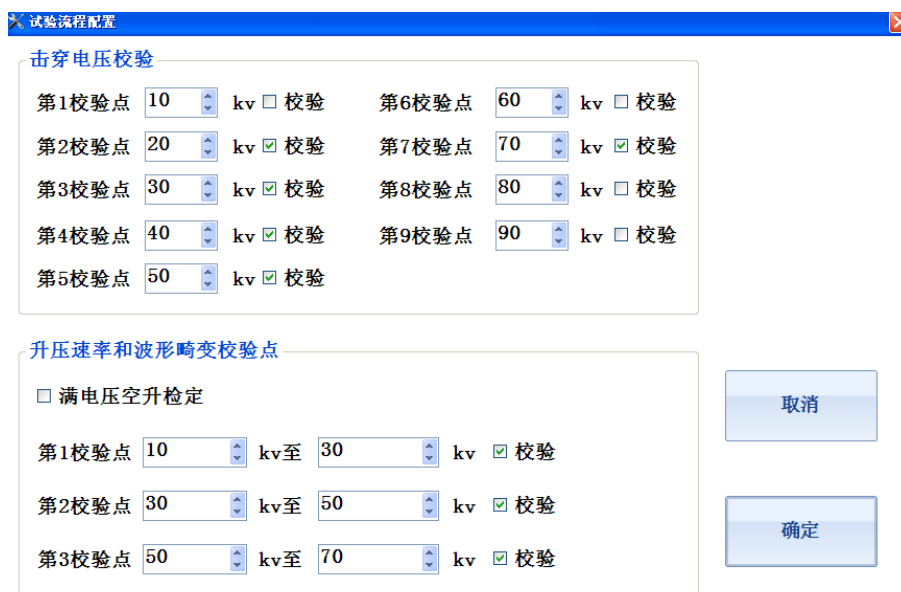 试验流程配置
击穿电压校验
第1校验点 10 kv 校验 第6校验点 60 kv 校验
第2校验点 20 kv 校验 第7校验点 70 kv 校验
第3校验点 30 kv 校验 第8校验点 80 kv 校验
第4校验点 40 kv 校验 第9校验点 90 kv 校验
第5校验点 50 kv 校验
升压速率和波形畸变校验点
满电压空升检定
取消
第1校验点 10 kv至 30 kv 校验
第2校验点 30 kv至 50 kv 校验
确定
第3校验点 50 kv至 70 kv 校验